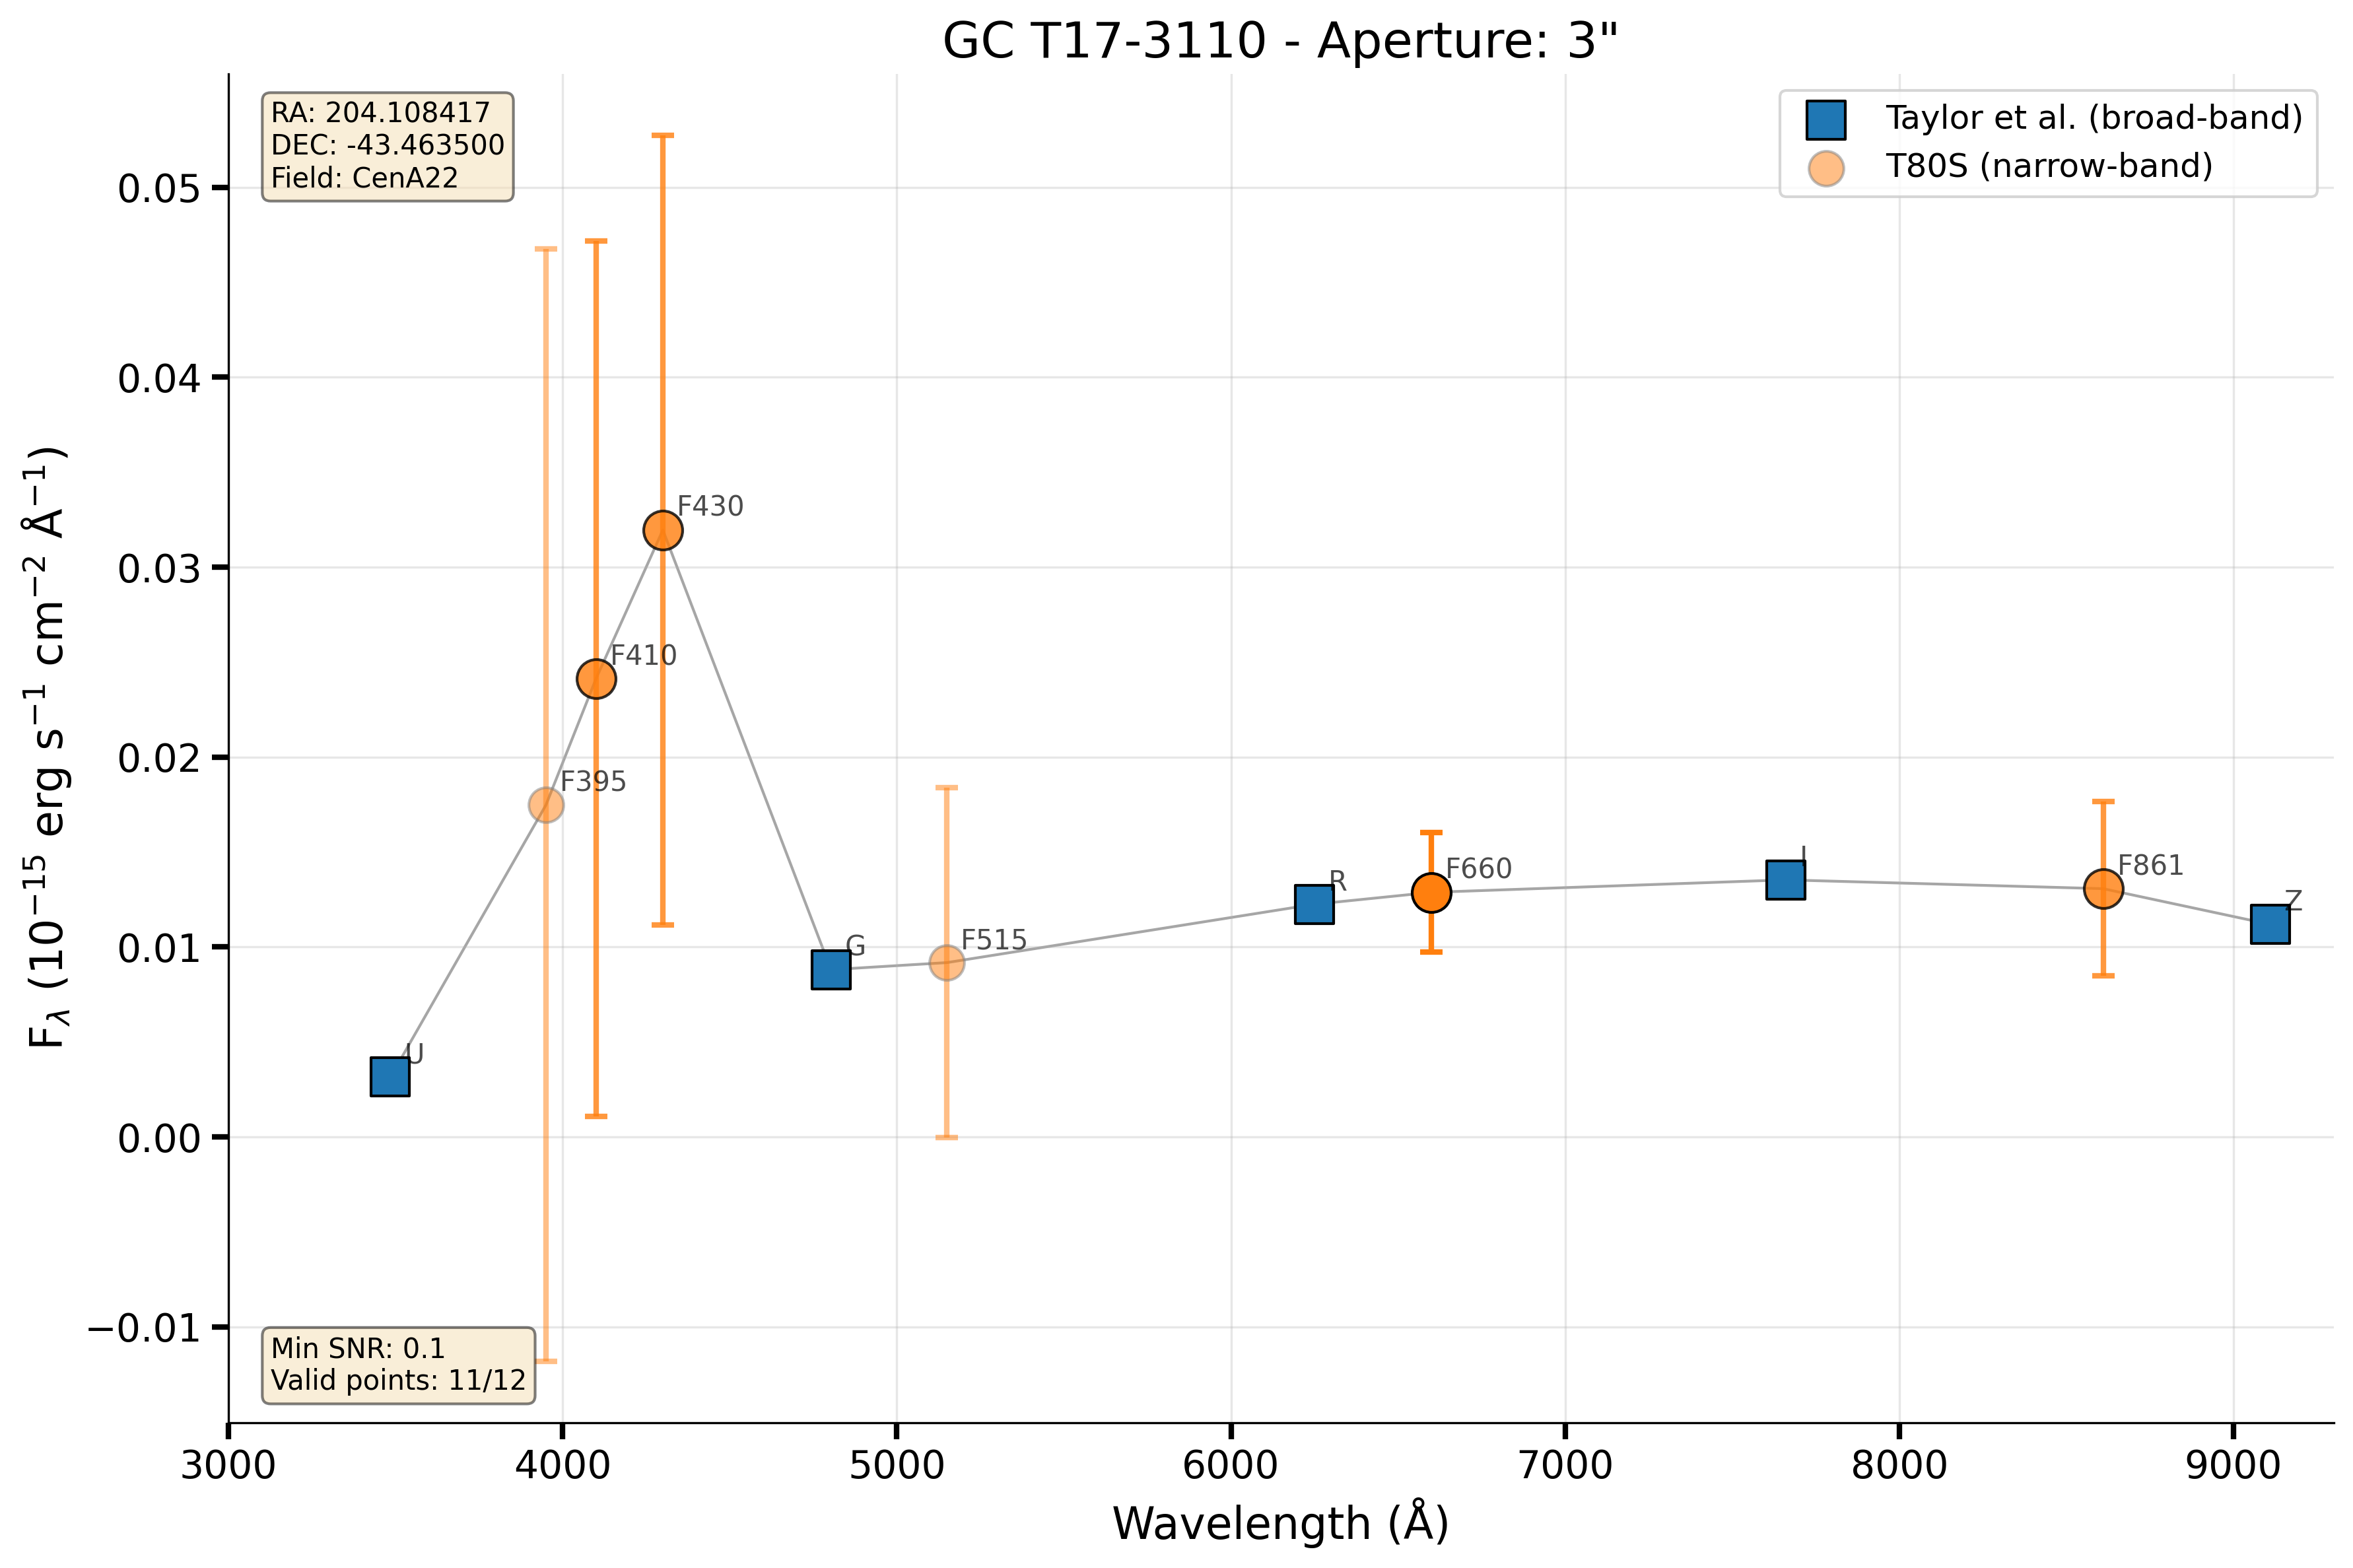 GC T17-3110 - Aperture: 3"
RA: 204.108417
DEC: -43.463500
Field: CenA22
Taylor et al. (broad-band)
T80S (narrow-band)
0.05
0.04
0.03
0.02
0.01
0.00
−0.01
F_λ (10⁻¹⁵ erg s⁻¹ cm⁻² Å⁻¹)
F430
F410
F395
U
G
F515
R
F660
I
F861
Z
Min SNR: 0.1
Valid points: 11/12
3000 4000 5000 6000 7000 8000 9000
Wavelength (Å)